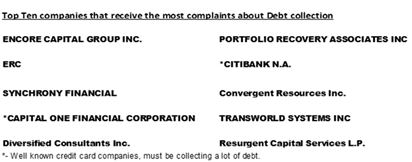 Top Ten companies that receive the most complaints about Debt collection
ENCORE CAPITAL GROUP INC. PORTFOLIO RECOVERY ASSOCIATES INC
ERC *CITIBANK N.A.
SYNCHRONY FINANCIAL Convergent Resources Inc.
*CAPITAL ONE FINANCIAL CORPORATION TRANSWORLD SYSTEMS INC
Diversified Consultants Inc. Resurgent Capital Services L.P.
*- Well known credit card companies, must be collecting a lot of debt.